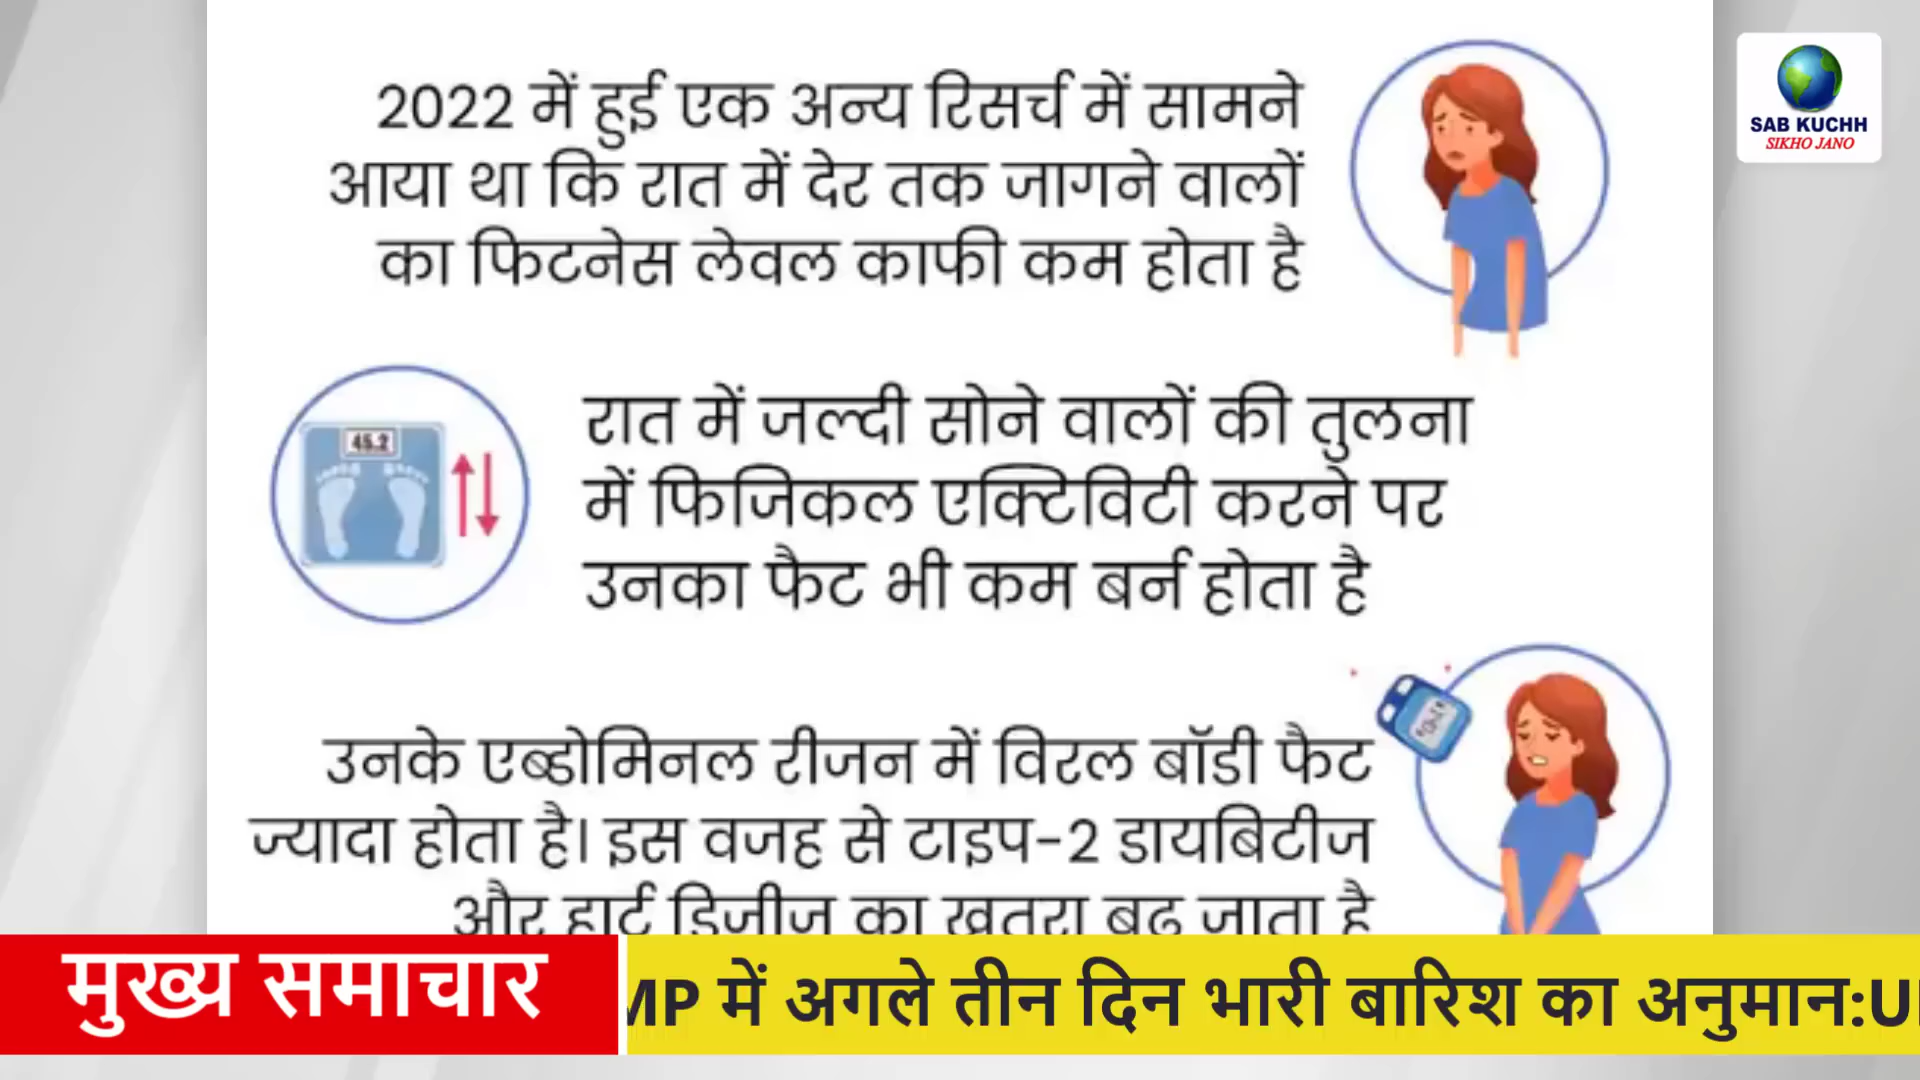 2022 में हुई एक अन्य रिसर्च में सामने
आया था कि रात में देर तक जागने वालों
का फिटनेस लेवल काफी कम होता है
SAB KUCHH
SIKHO JANO
45.2
रात में जल्दी सोने वालों की तुलना
में फिजिकल एक्टिविटी करने पर
उनका फैट भी कम बर्न होता है
उनके एब्डोमिनल रीजन में विरल बॉडी फैट
ज्यादा होता है। इस वजह से टाइप-2 डायबिटीज
और हार्ट डिजीज का खतरा बढ़ जाता है
मुख्य समाचार
MP में अगले तीन दिन भारी बारिश का अनुमान:U